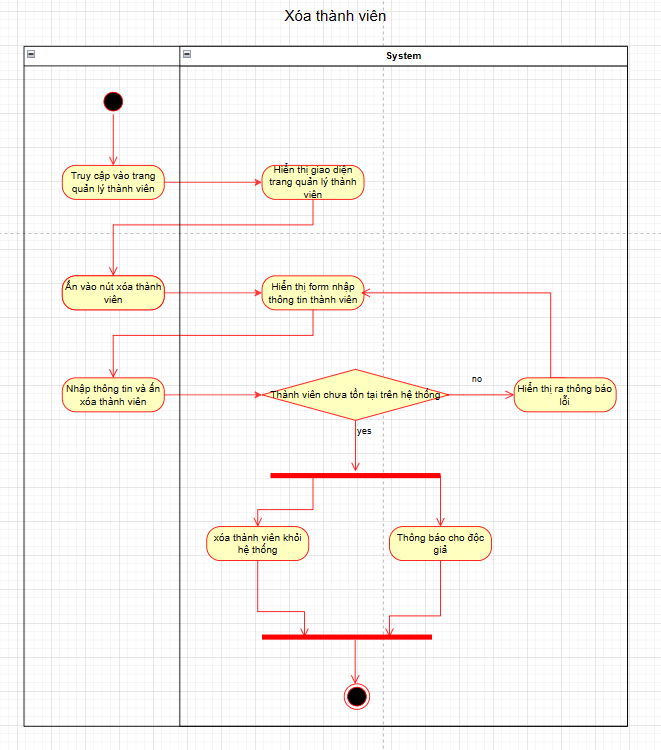 Xóa thành viên
System
Truy cập vào trang
quản lý thành viên
Hiển thị giao diện
trang quản lý thành
viên
Ấn vào nút xóa thành
viên
Hiển thị form nhập
thông tin thành viên
Nhập thông tin và ấn
xóa thành viên
Thành viên chưa tồn tại trên hệ thống
no
Hiển thị ra thông báo
lỗi
yes
xóa thành viên khỏi
hệ thống
Thông báo cho độc
giả